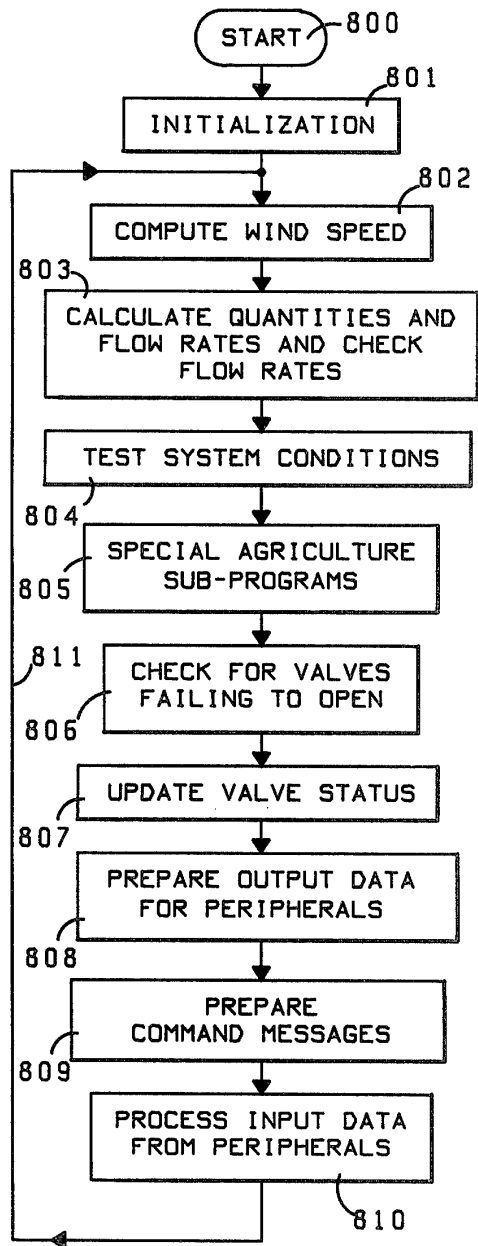 START
800
801
INITIALIZATION
802
COMPUTE WIND SPEED
803
CALCULATE QUANTITIES AND
FLOW RATES AND CHECK
FLOW RATES
TEST SYSTEM CONDITIONS
804
SPECIAL AGRICULTURE
SUB-PROGRAMS
805
811
CHECK FOR VALVES
FAILING TO OPEN
806
UPDATE VALVE STATUS
807
PREPARE OUTPUT DATA
FOR PERIPHERALS
808
PREPARE
COMMAND MESSAGES
809
PROCESS INPUT DATA
FROM PERIPHERALS
810